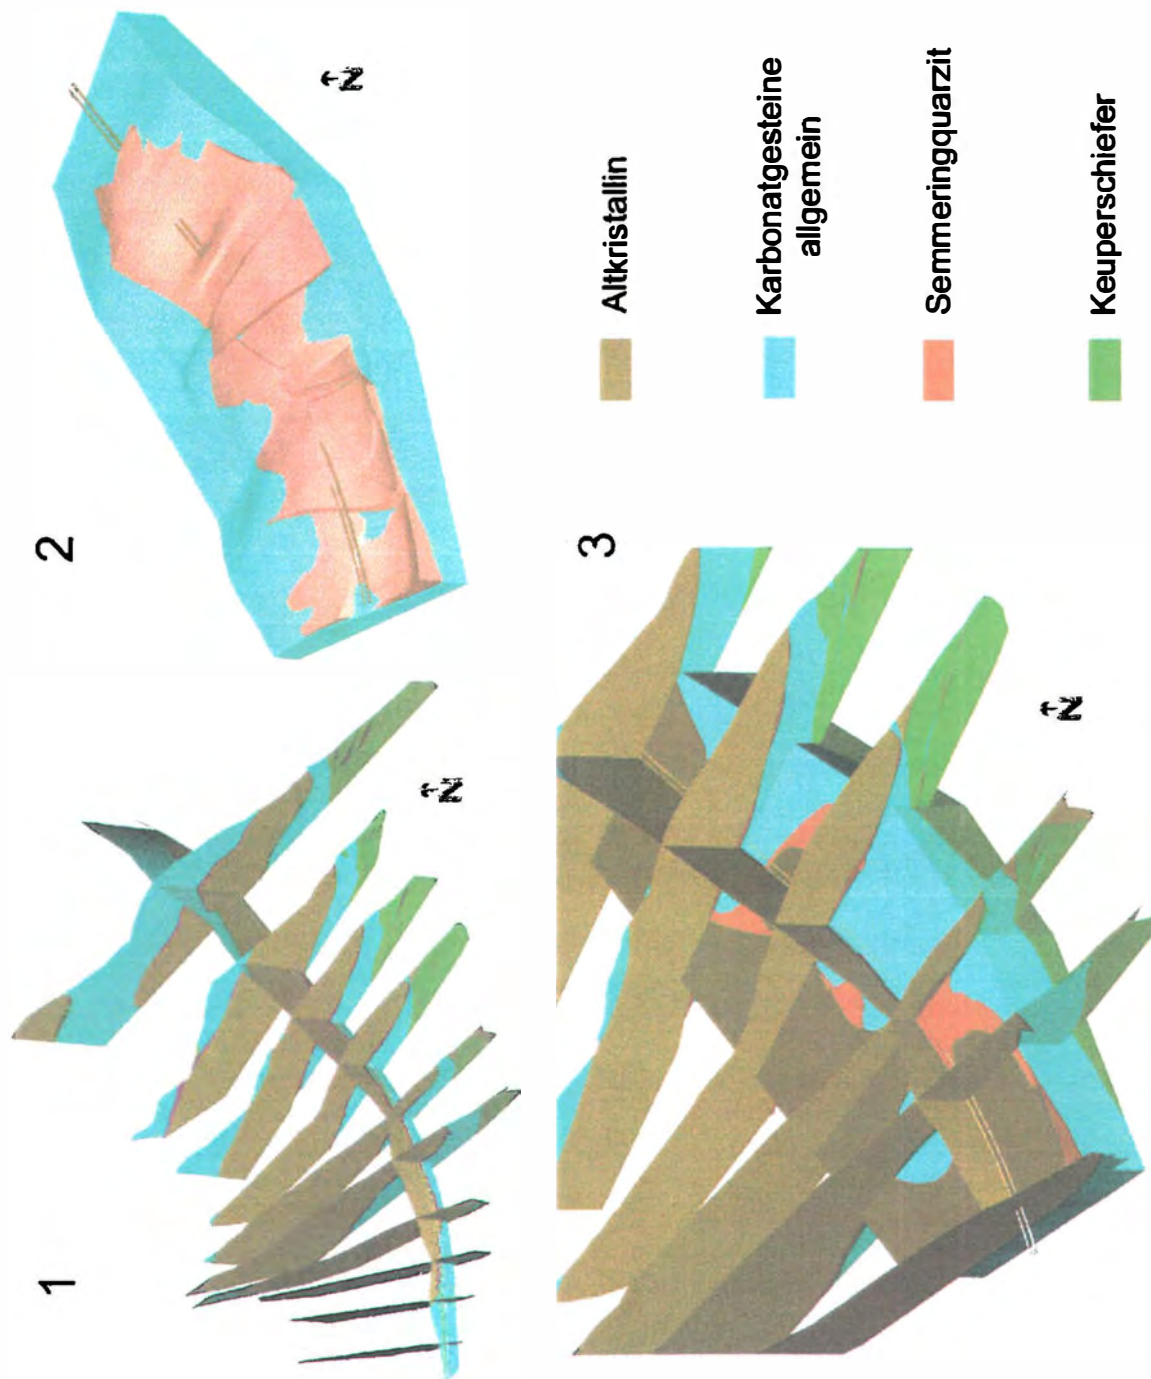 1
2
3
N
N
N
Altkristallin
Karbonatgesteine
allgemein
Semmeringquarzit
Keuperschiefer